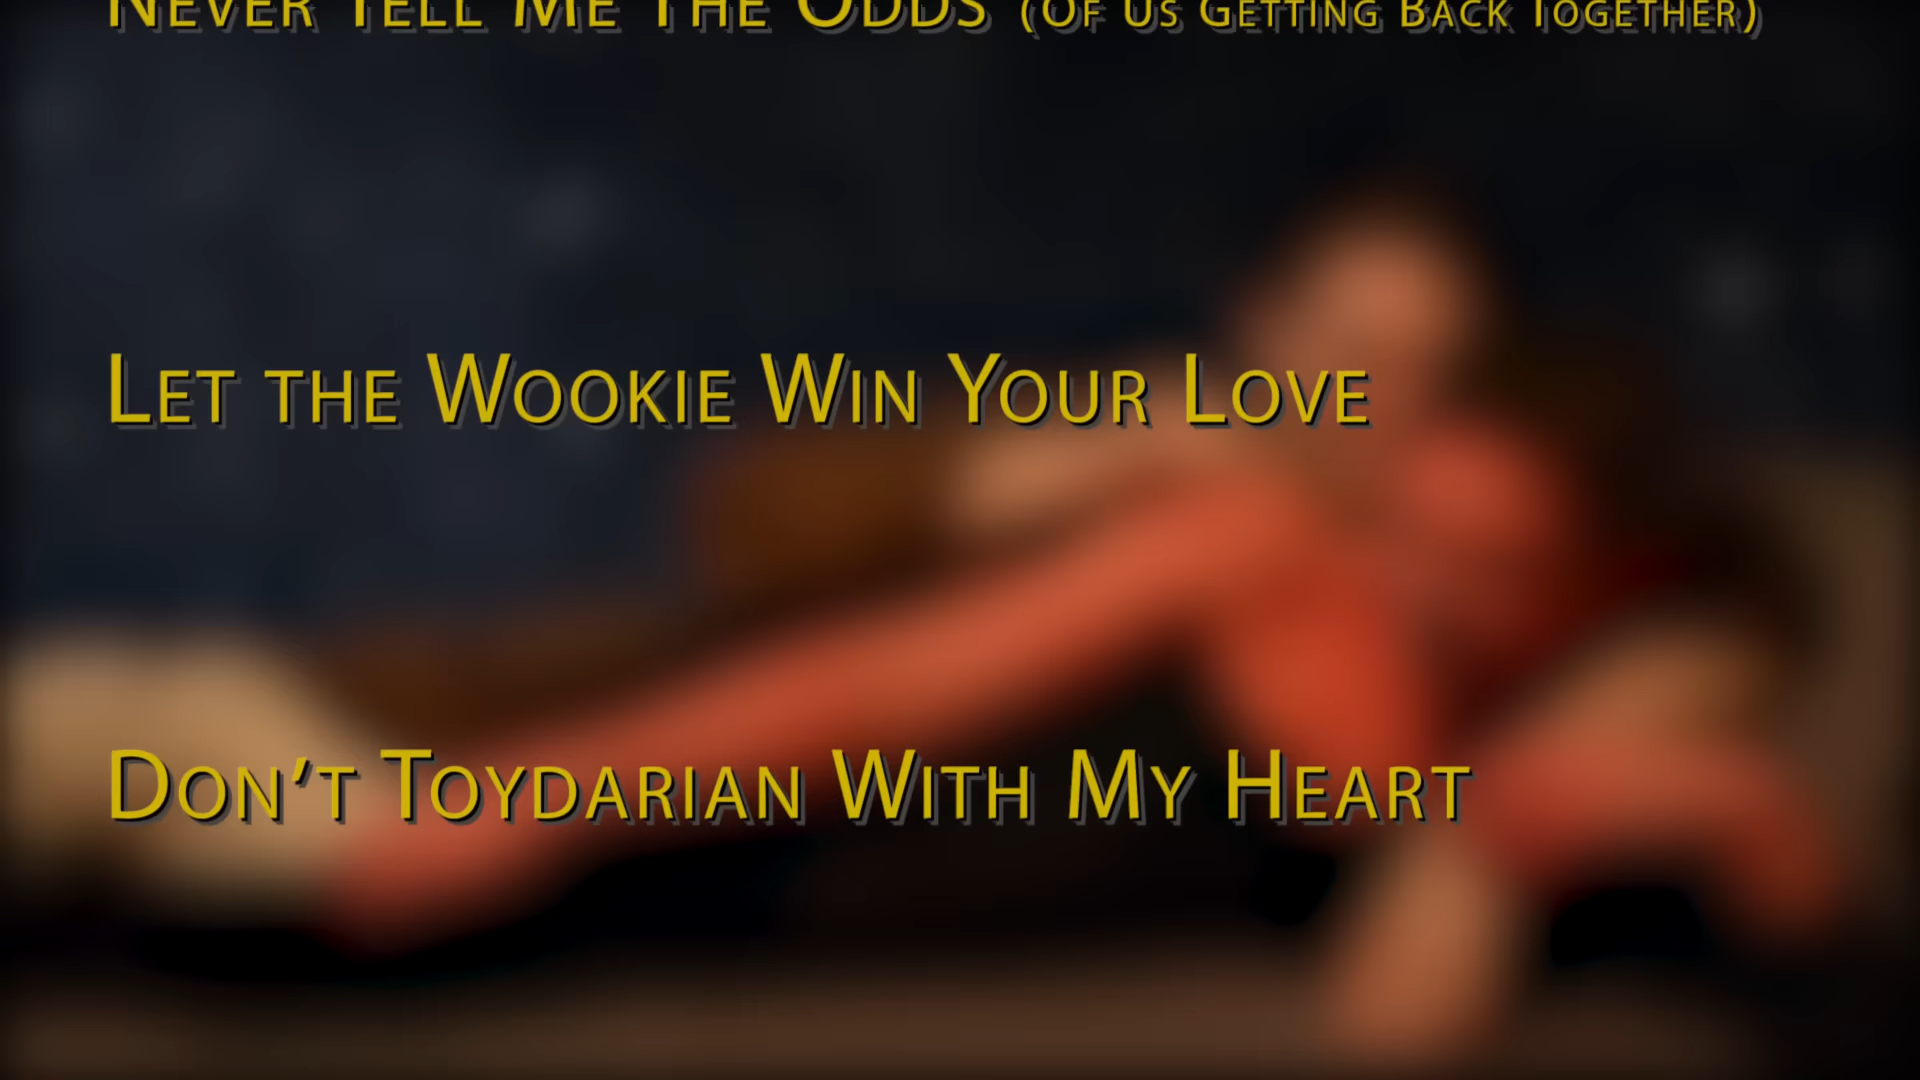 Never Tell Me The Odds (Of Us Getting Back Together)
Let the Wookie Win Your Love
Don't Toydarian With My Heart